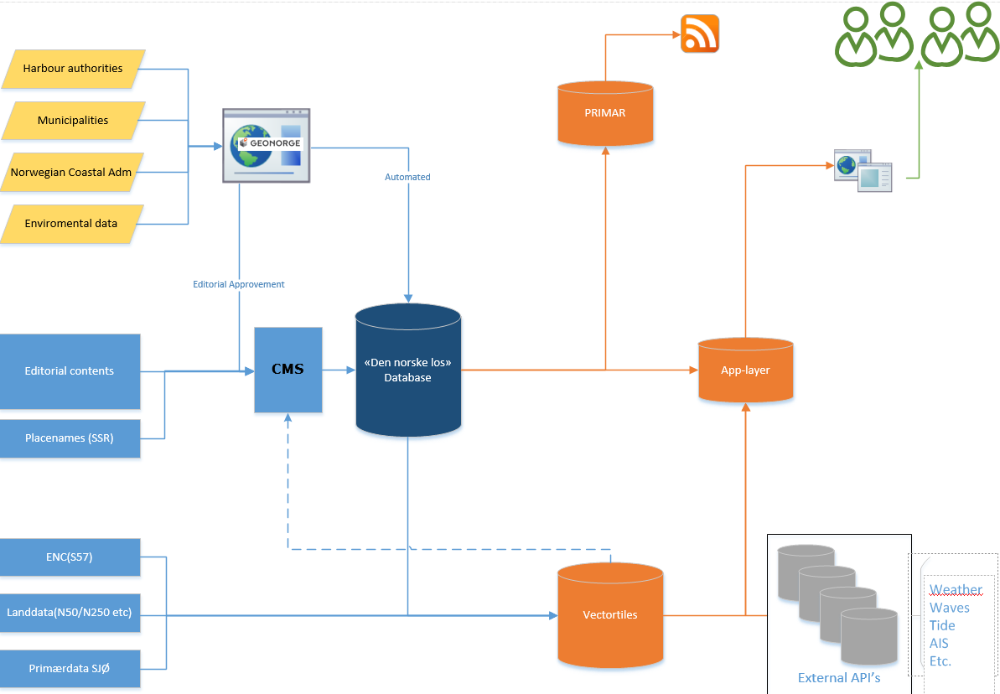 Harbour authorities
Municipalities
Norwegian Coastal Adm
Enviromental data
GEONORGE
Automated
Editorial Approvement
PRIMAR
Editorial contents
Placenames (SSR)
CMS
«Den norske los»
Database
App-layer
ENC(S57)
Landdata(N50/N250 etc)
Primærdata SJØ
Vectortiles
External API's
Weather
Waves
Tide
AIS
Etc.